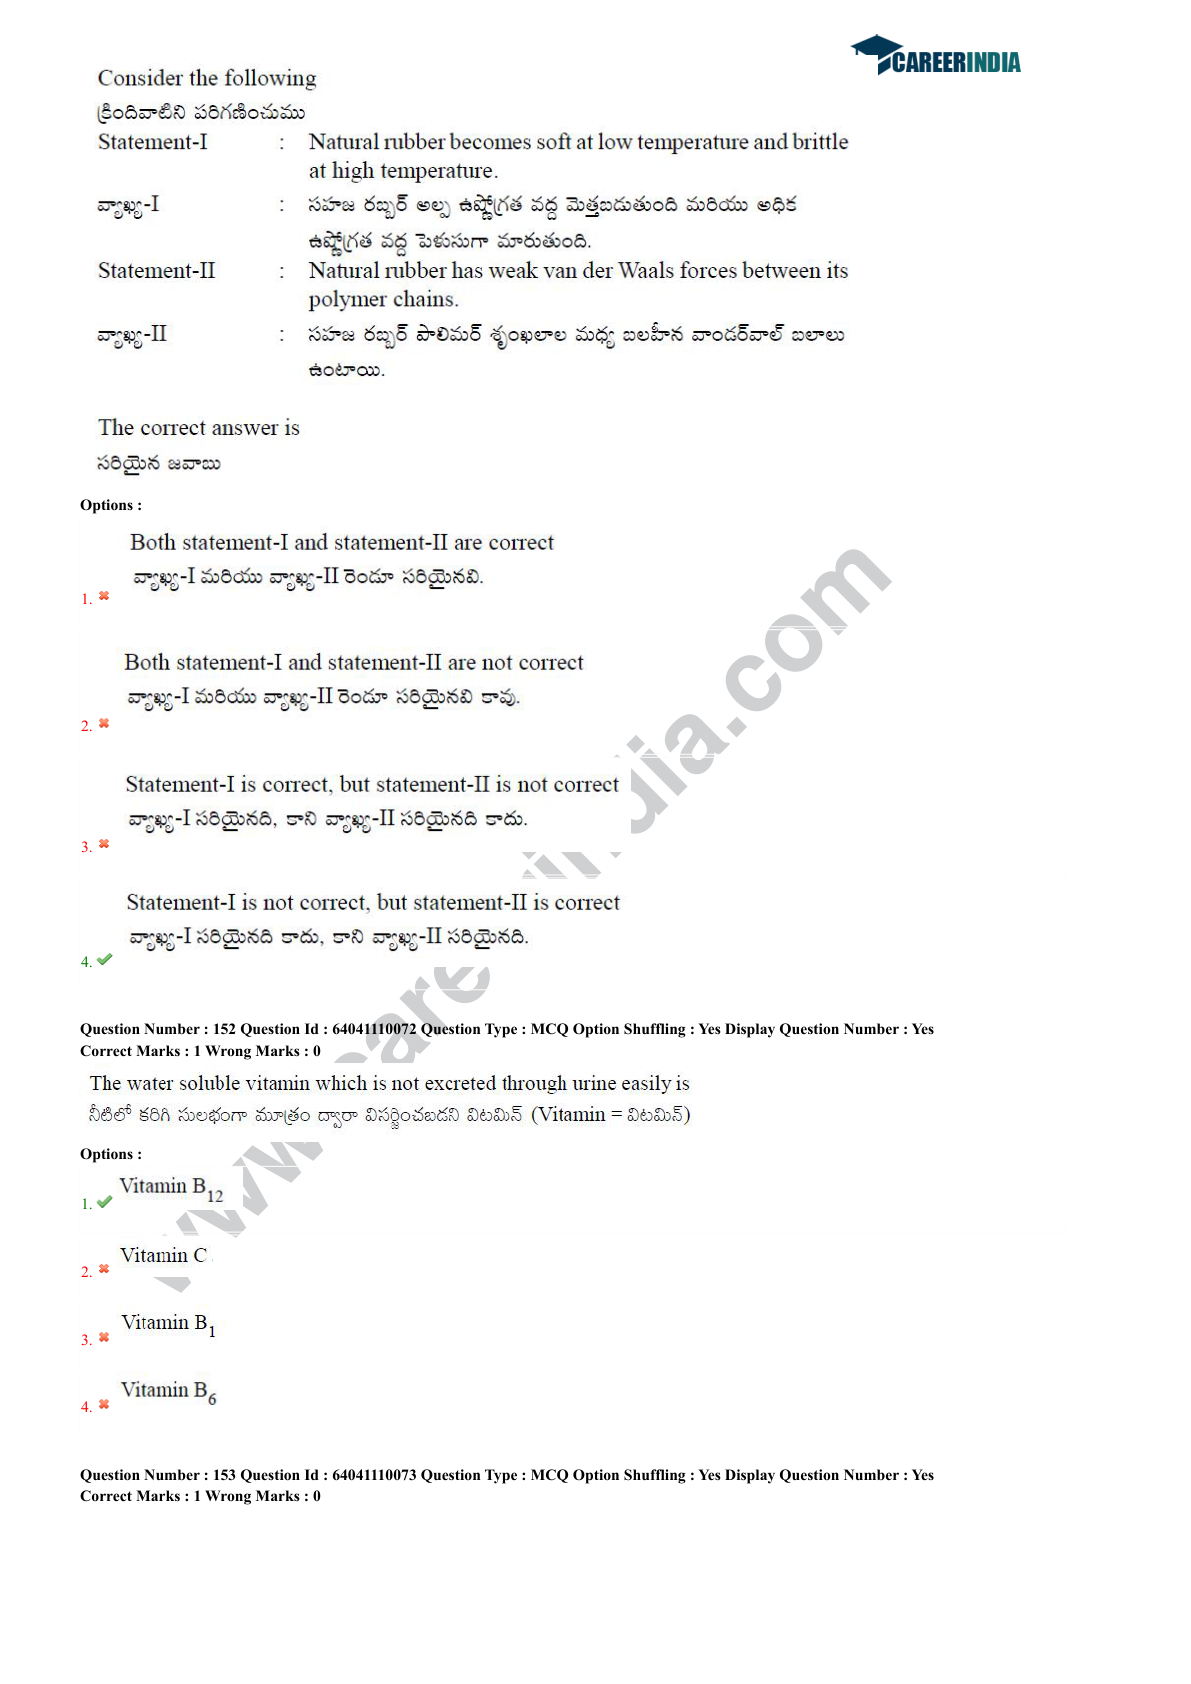 CAREERINDIA
Consider the following
క్రిందివాటిని పరిగణించుము
Statement-I : Natural rubber becomes soft at low temperature and brittle
at high temperature.
వ్యాఖ్య-I : సహజ రబ్బర్ అల్ప ఉష్ణోగ్రత వద్ద మెత్తబడుతుంది మరియు అధిక
ఉష్ణోగ్రత వద్ద పెళుసుగా మారుతుంది.
Statement-II : Natural rubber has weak van der Waals forces between its
polymer chains.
వ్యాఖ్య-II : సహజ రబ్బర్ పాలిమర్ శృంఖలాల మధ్య బలహీన వాండర్‌వాల్ బలాలు
ఉంటాయి.
The correct answer is
సరియైన జవాబు
Options :
Both statement-I and statement-II are correct
వ్యాఖ్య-I మరియు వ్యాఖ్య-II రెండూ సరియైనవి.
1.
Both statement-I and statement-II are not correct
వ్యాఖ్య-I మరియు వ్యాఖ్య-II రెండూ సరియైనవి కావు.
2.
Statement-I is correct, but statement-II is not correct
వ్యాఖ్య-I సరియైనది, కాని వ్యాఖ్య-II సరియైనది కాదు.
3.
Statement-I is not correct, but statement-II is correct
వ్యాఖ్య-I సరియైనది కాదు, కాని వ్యాఖ్య-II సరియైనది.
4.
Question Number : 152 Question Id : 64041110072 Question Type : MCQ Option Shuffling : Yes Display Question Number : Yes
Correct Marks : 1 Wrong Marks : 0
The water soluble vitamin which is not excreted through urine easily is
నీటిలో కరిగి సులభంగా మూత్రం ద్వారా విసర్జించబడని విటమిన్ (Vitamin = విటమిన్)
Options :
1. Vitamin B12
2. Vitamin C
3. Vitamin B1
4. Vitamin B6
Question Number : 153 Question Id : 64041110073 Question Type : MCQ Option Shuffling : Yes Display Question Number : Yes
Correct Marks : 1 Wrong Marks : 0